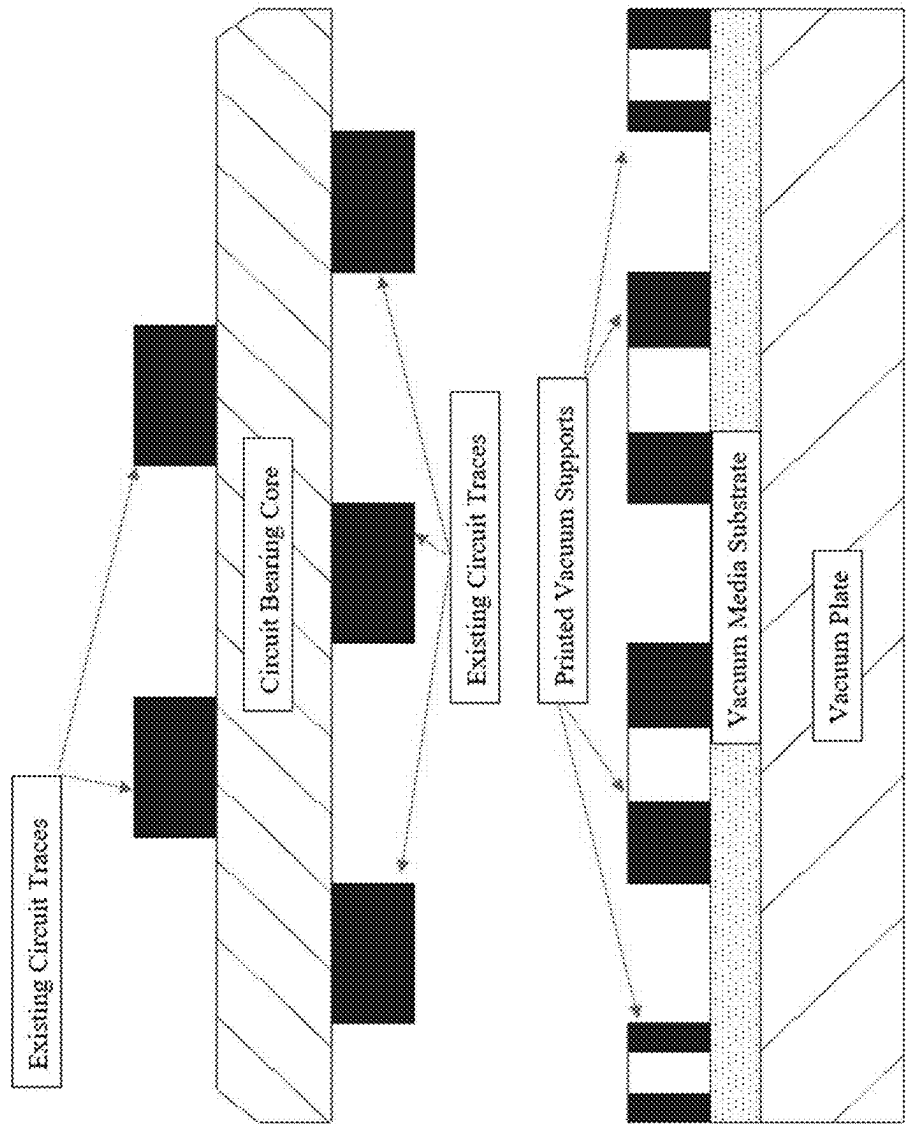 Existing Circuit Traces
Circuit Bearing Core
Existing Circuit Traces
Printed Vacuum Supports
Vacuum Media Substrate
Vacuum Plate